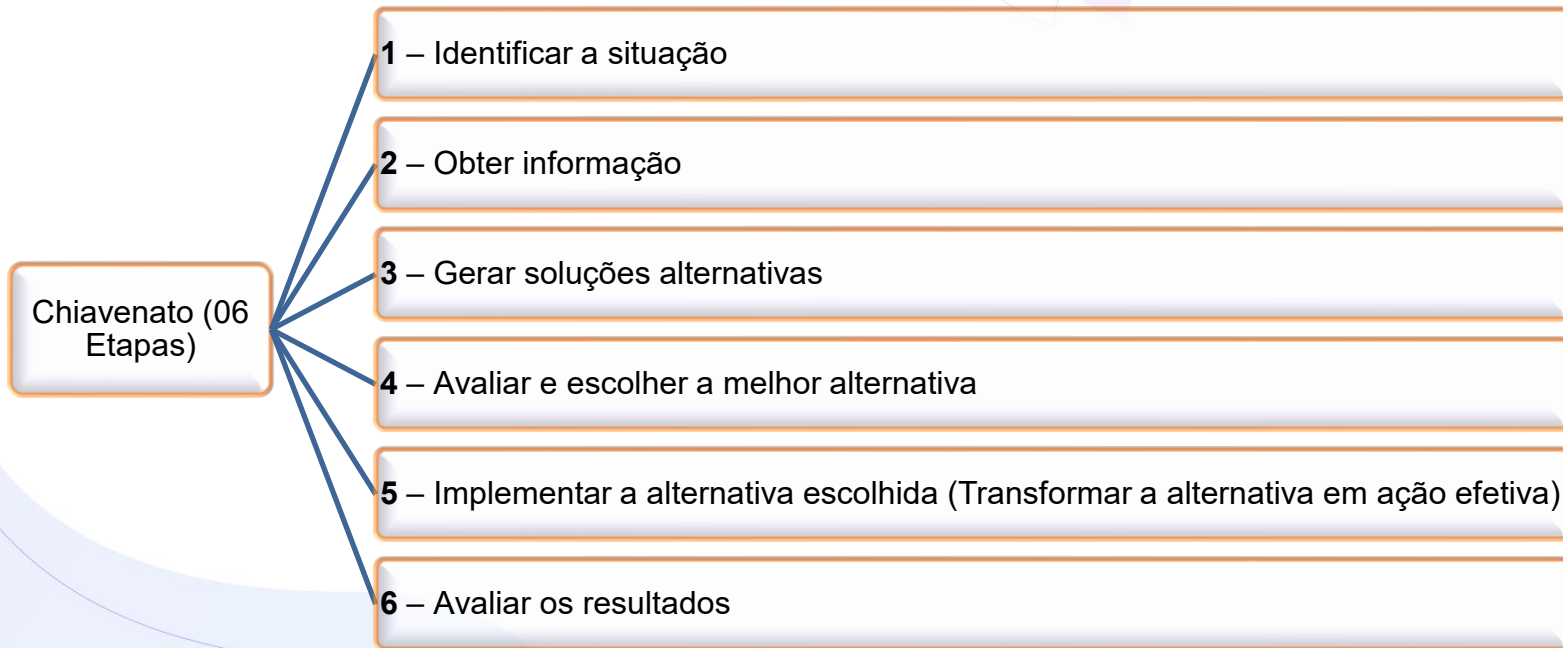 1 – Identificar a situação
2 – Obter informação
3 – Gerar soluções alternativas
Chiavenato (06
Etapas)
4 – Avaliar e escolher a melhor alternativa
5 – Implementar a alternativa escolhida (Transformar a alternativa em ação efetiva)
6 – Avaliar os resultados